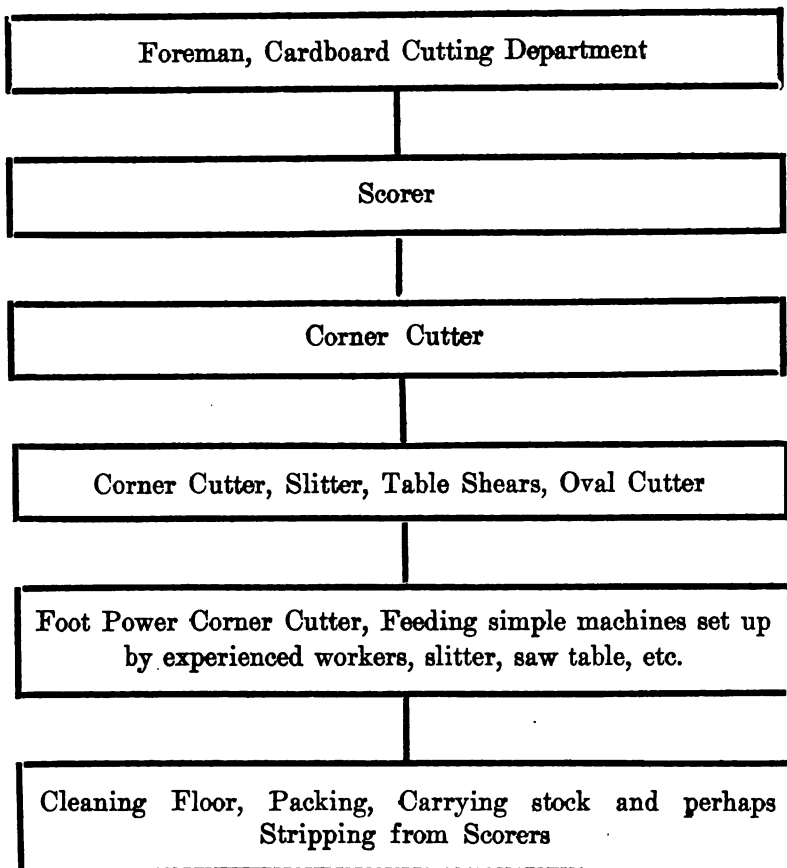 Foreman, Cardboard Cutting Department
Scorer
Corner Cutter
Corner Cutter, Slitter, Table Shears, Oval Cutter
Foot Power Corner Cutter, Feeding simple machines set up
by experienced workers, slitter, saw table, etc.
Cleaning Floor, Packing, Carrying stock and perhaps
Stripping from Scorers